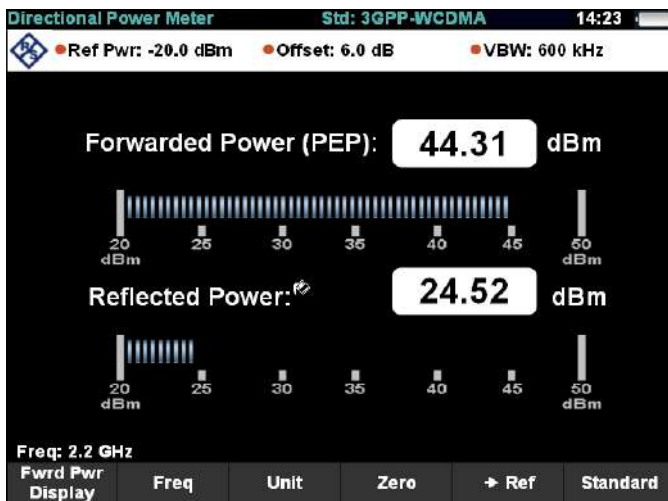 Directional Power Meter Std: 3GPP-WCDMA 14:23
R&S Ref Pwr: -20.0 dBm Offset: 6.0 dB VBW: 600 kHz
Forwarded Power (PEP): 44.31 dBm
20 25 30 35 40 45 50
dBm dBm
Reflected Power: 24.52 dBm
20 25 30 35 40 45 50
dBm dBm
Freq: 2.2 GHz
Fwrd Pwr Display Freq Unit Zero → Ref Standard